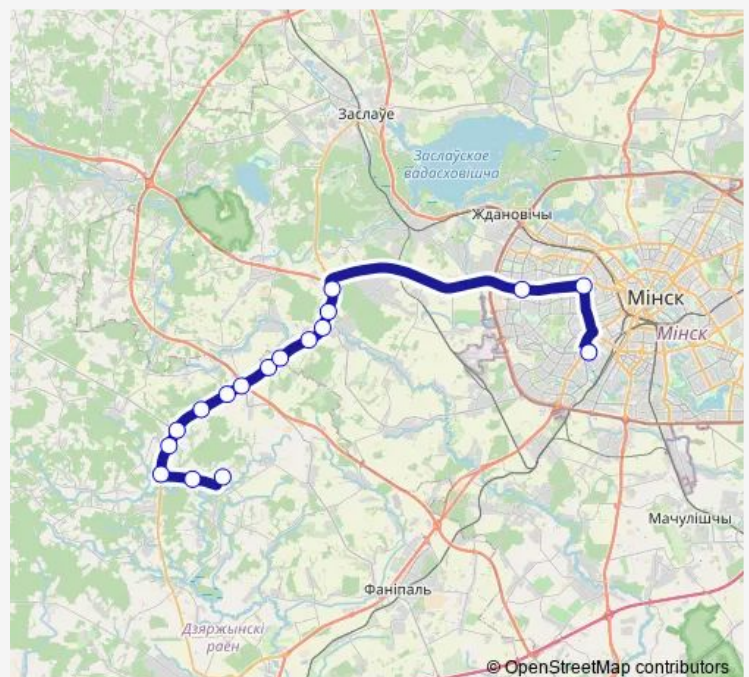 Заслаўе
Заслаўскае
вадасховішча
Ждановічы
Мінск
Мінск
Мачулішчы
Фаніпаль
Дзяржынскі
раён
© OpenStreetMap contributors